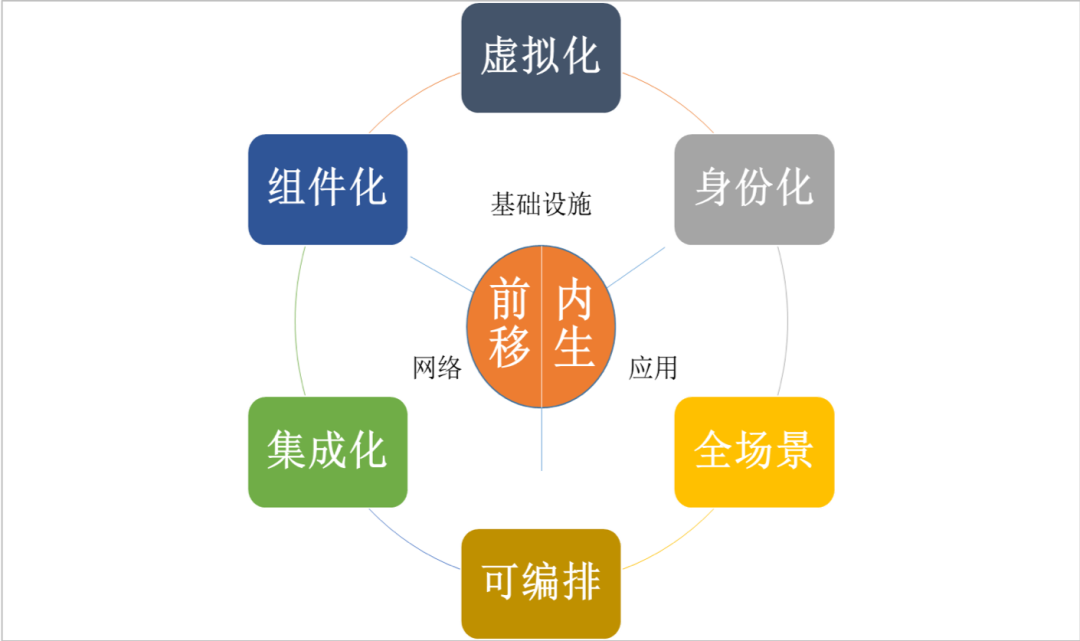 虚拟化
组件化
身份化
基础设施
前移
内生
网络
应用
集成化
全场景
可编排